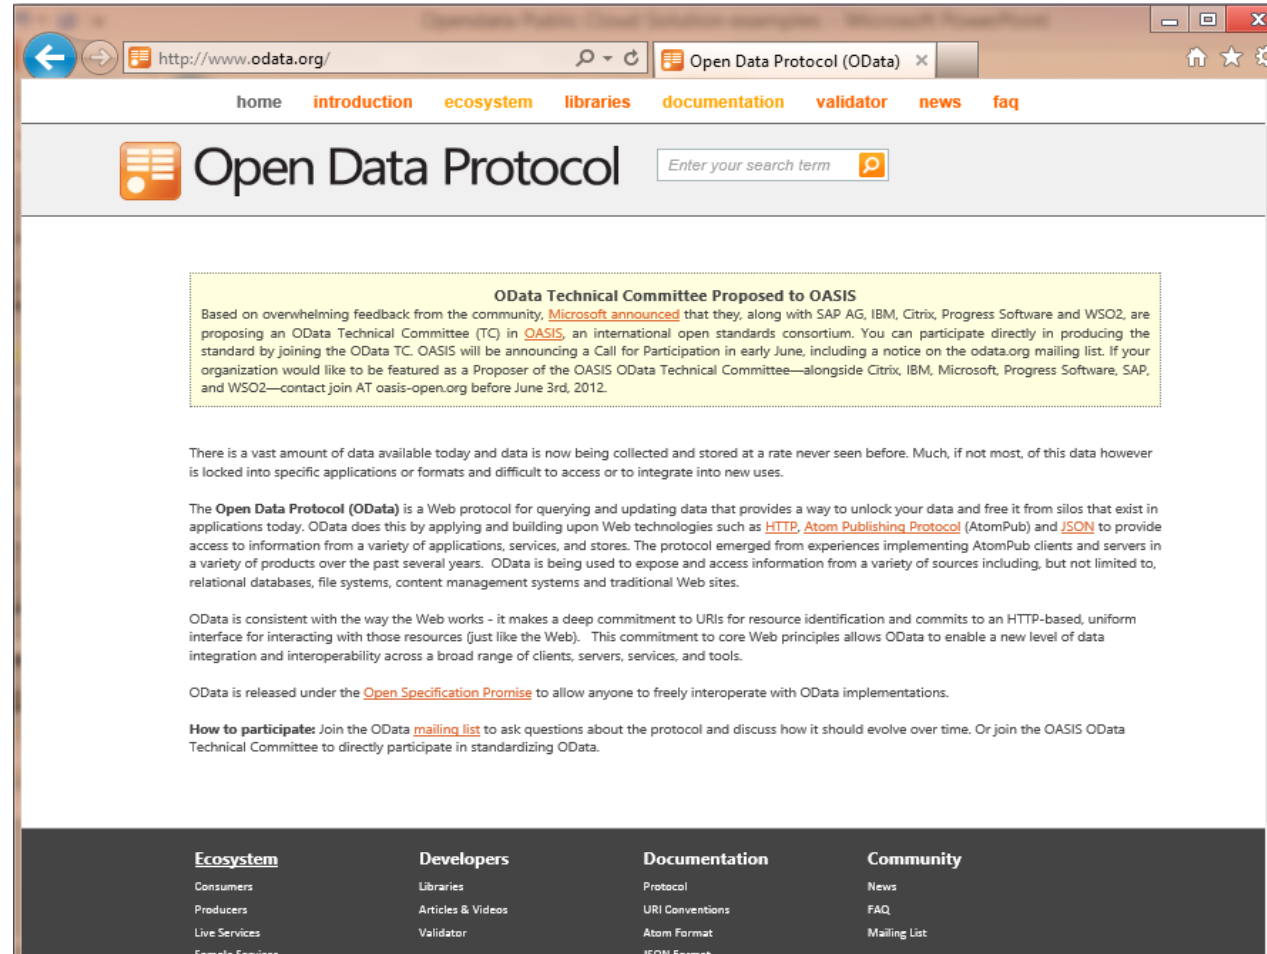 Opendata Public Cloud Solution examples - Microsoft PowerPoint
http://www.odata.org/
Open Data Protocol (OData)
home introduction ecosystem libraries documentation validator news faq
Open Data Protocol
Enter your search term
OData Technical Committee Proposed to OASIS
Based on overwhelming feedback from the community, Microsoft announced that they, along with SAP AG, IBM, Citrix, Progress Software and WSO2, are
proposing an OData Technical Committee (TC) in OASIS, an international open standards consortium. You can participate directly in producing the
standard by joining the OData TC. OASIS will be announcing a Call for Participation in early June, including a notice on the odata.org mailing list. If your
organization would like to be featured as a Proposer of the OASIS OData Technical Committee—alongside Citrix, IBM, Microsoft, Progress Software, SAP,
and WSO2—contact join AT oasis-open.org before June 3rd, 2012.
There is a vast amount of data available today and data is now being collected and stored at a rate never seen before. Much, if not most, of this data however
is locked into specific applications or formats and difficult to access or to integrate into new uses.
The Open Data Protocol (OData) is a Web protocol for querying and updating data that provides a way to unlock your data and free it from silos that exist in
applications today. OData does this by applying and building upon Web technologies such as HTTP, Atom Publishing Protocol (AtomPub) and JSON to provide
access to information from a variety of applications, services, and stores. The protocol emerged from experiences implementing AtomPub clients and servers in
a variety of products over the past several years. OData is being used to expose and access information from a variety of sources including, but not limited to,
relational databases, file systems, content management systems and traditional Web sites.
OData is consistent with the way the Web works - it makes a deep commitment to URIs for resource identification and commits to an HTTP-based, uniform
interface for interacting with those resources (just like the Web). This commitment to core Web principles allows OData to enable a new level of data
integration and interoperability across a broad range of clients, servers, services, and tools.
OData is released under the Open Specification Promise to allow anyone to freely interoperate with OData implementations.
How to participate: Join the OData mailing list to ask questions about the protocol and discuss how it should evolve over time. Or join the OASIS OData
Technical Committee to directly participate in standardizing OData.
Ecosystem Developers Documentation Community
Consumers Libraries Protocol News
Producers Articles & Videos URI Conventions FAQ
Live Services Validator Atom Format Mailing List
Sample Services JSON Format